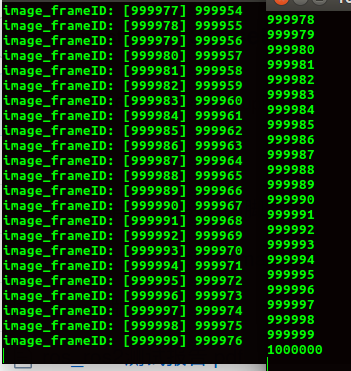 image_frameID: [999977] 999954
image_frameID: [999978] 999955
image_frameID: [999979] 999956
image_frameID: [999980] 999957
image_frameID: [999981] 999958
image_frameID: [999982] 999959
image_frameID: [999983] 999960
image_frameID: [999984] 999961
image_frameID: [999985] 999962
image_frameID: [999986] 999963
image_frameID: [999987] 999964
image_frameID: [999988] 999965
image_frameID: [999989] 999966
image_frameID: [999990] 999967
image_frameID: [999991] 999968
image_frameID: [999992] 999969
image_frameID: [999993] 999970
image_frameID: [999994] 999971
image_frameID: [999995] 999972
image_frameID: [999996] 999973
image_frameID: [999997] 999974
image_frameID: [999998] 999975
image_frameID: [999999] 999976
999978
999979
999980
999981
999982
999983
999984
999985
999986
999987
999988
999989
999990
999991
999992
999993
999994
999995
999996
999997
999998
999999
1000000